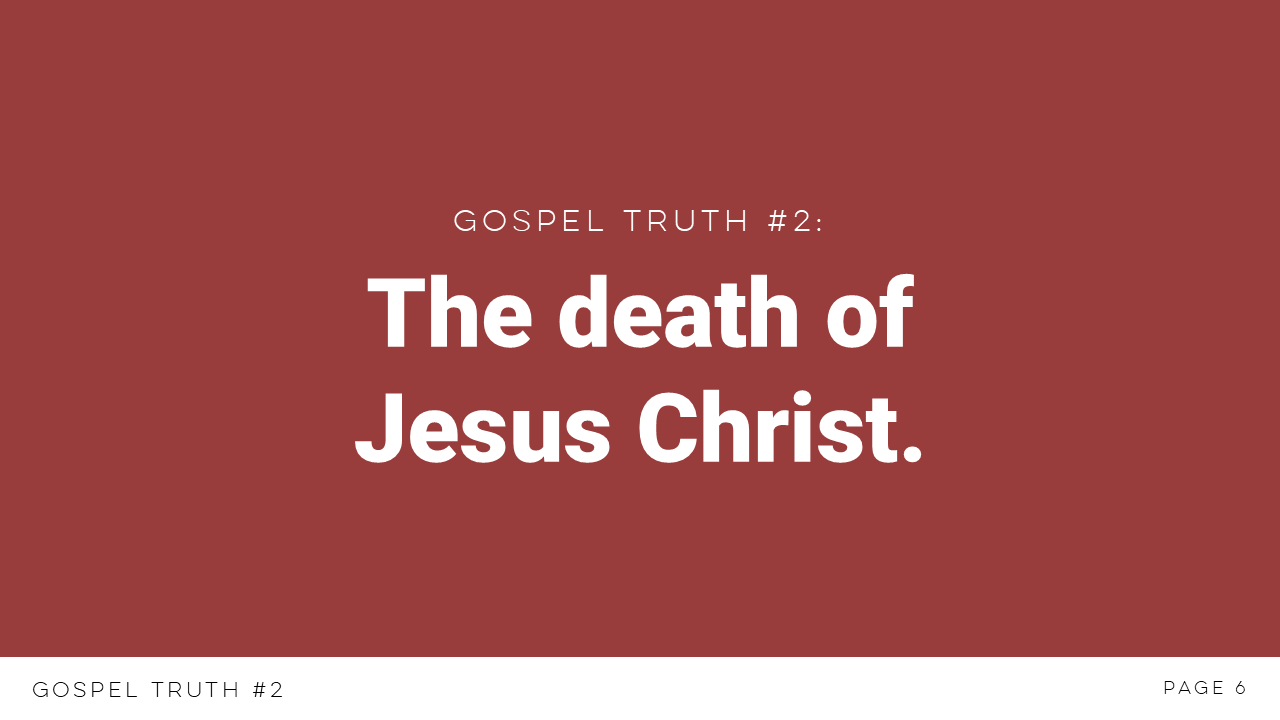 GOSPEL TRUTH #2:
The death of
Jesus Christ.
GOSPEL TRUTH #2
PAGE 6